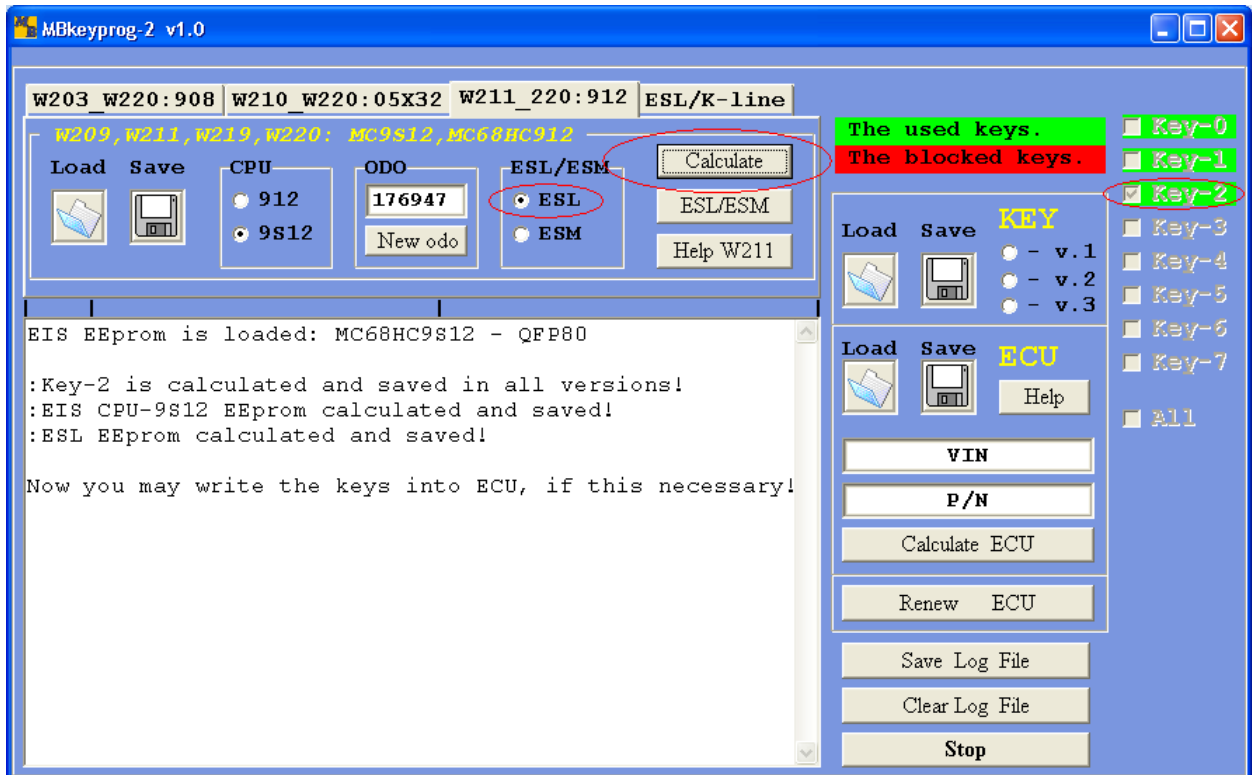 MBkeyprog-2 v1.0
W203_W220:908 W210_W220:05X32 W211_220:912 ESL/K-line
W209,W211,W219,W220: MC9S12,MC68HC912
Load Save CPU ODO ESL/ESM Calculate
912 176947 ESL ESL/ESM
9S12 New odo ESM Help W211
EIS EEprom is loaded: MC68HC9S12 - QFP80
:Key-2 is calculated and saved in all versions!
:EIS CPU-9S12 EEprom calculated and saved!
:ESL EEprom calculated and saved!
Now you may write the keys into ECU, if this necessary!
The used keys.
The blocked keys.
Load Save KEY
- v.1
- v.2
- v.3
Load Save ECU
Help
VIN
P/N
Calculate ECU
Renew ECU
Save Log File
Clear Log File
Stop
Key-0
Key-1
Key-2
Key-3
Key-4
Key-5
Key-6
Key-7
All